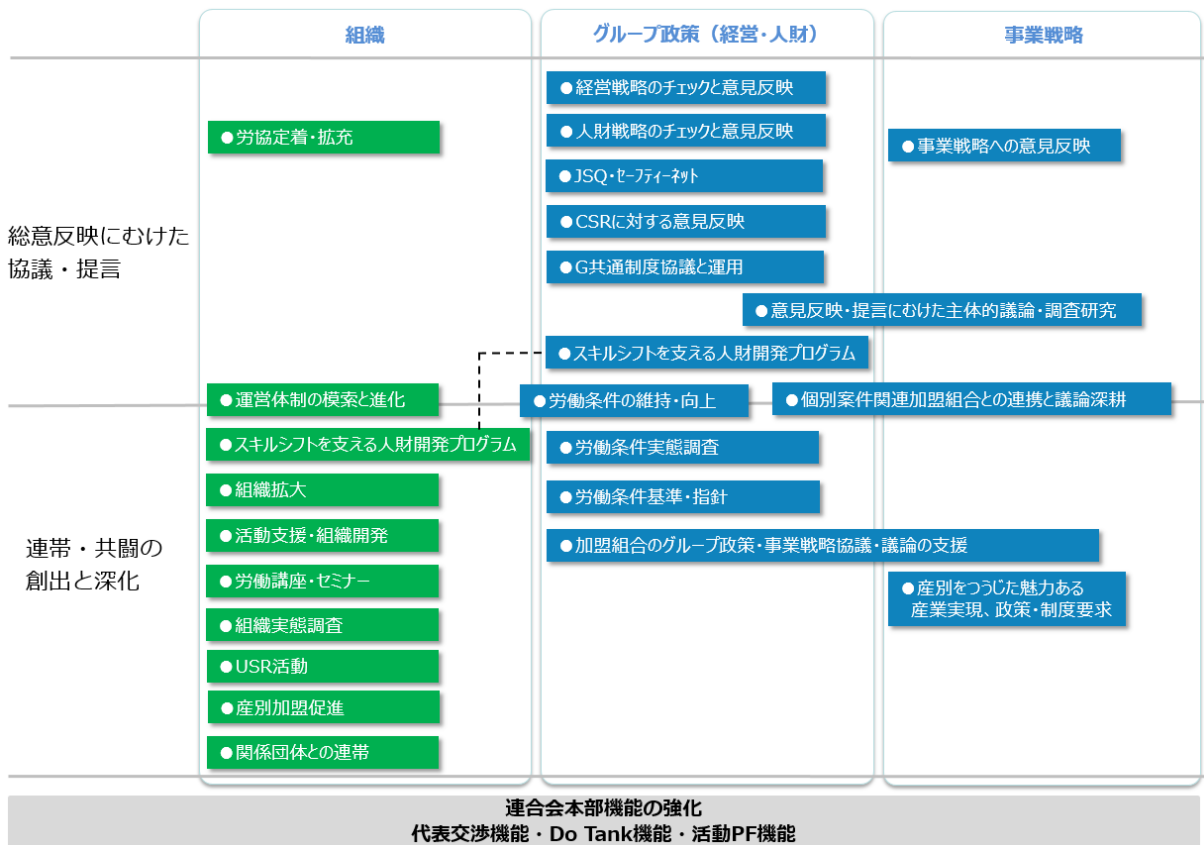 組織
グループ政策（経営・人財）
事業戦略
総意反映にむけた
協議・提言
●労協定着・拡充
●経営戦略のチェックと意見反映
●人財戦略のチェックと意見反映
●JSQ・ｾｰﾌﾃｨｰﾈｯﾄ
●CSRに対する意見反映
●G共通制度協議と運用
●事業戦略への意見反映
●意見反映・提言にむけた主体的議論・調査研究
●スキルシフトを支える人財開発プログラム
●運営体制の模索と進化
●労働条件の維持・向上
●個別案件関連加盟組合との連携と議論深耕
連帯・共闘の
創出と深化
●スキルシフトを支える人財開発プログラム
●組織拡大
●活動支援・組織開発
●労働講座・セミナー
●組織実態調査
●USR活動
●産別加盟促進
●関係団体との連帯
●労働条件実態調査
●労働条件基準・指針
●加盟組合のグループ政策・事業戦略協議・議論の支援
●産別をつうじた魅力ある
産業実現、政策・制度要求
連合会本部機能の強化
代表交渉機能・Do Tank機能・活動PF機能